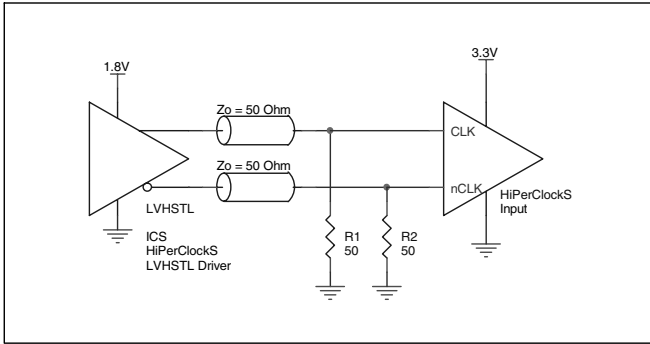 1.8V
3.3V
Zo = 50 Ohm
CLK
Zo = 50 Ohm
nCLK
HiPerClockS
Input
LVHSTL
ICS
HiPerClockS
LVHSTL Driver
R1
50
R2
50